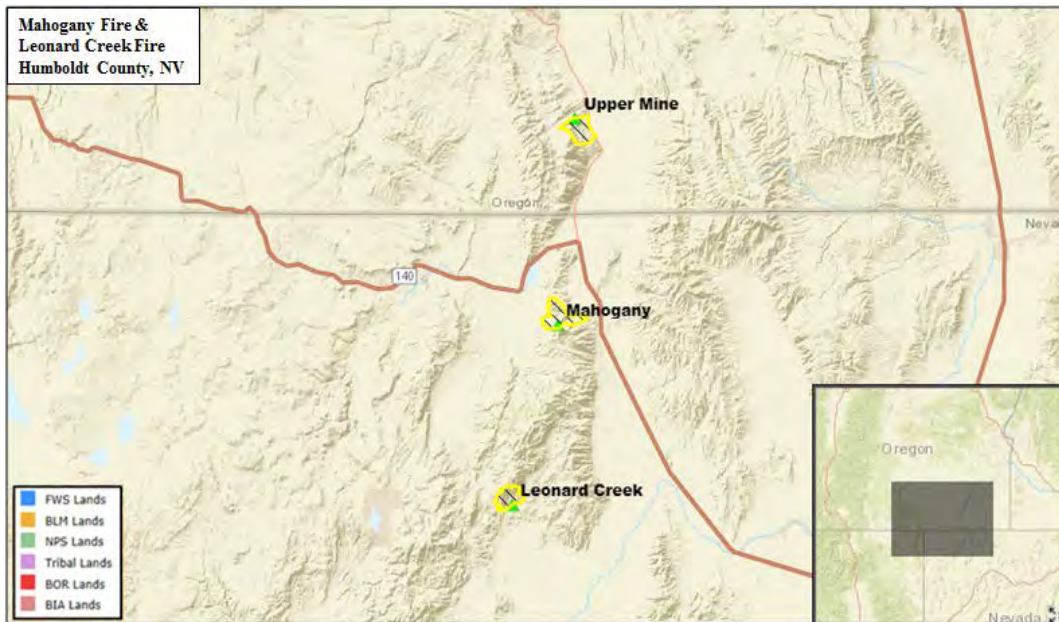 Mahogany Fire &
Leonard Creek Fire
Humboldt County, NV
Upper Mine
Oregon
Neva
140
Mahogany
Leonard Creek
FWS Lands
BLM Lands
NPS Lands
Tribal Lands
BOR Lands
BIA Lands
Oregon
Nevada